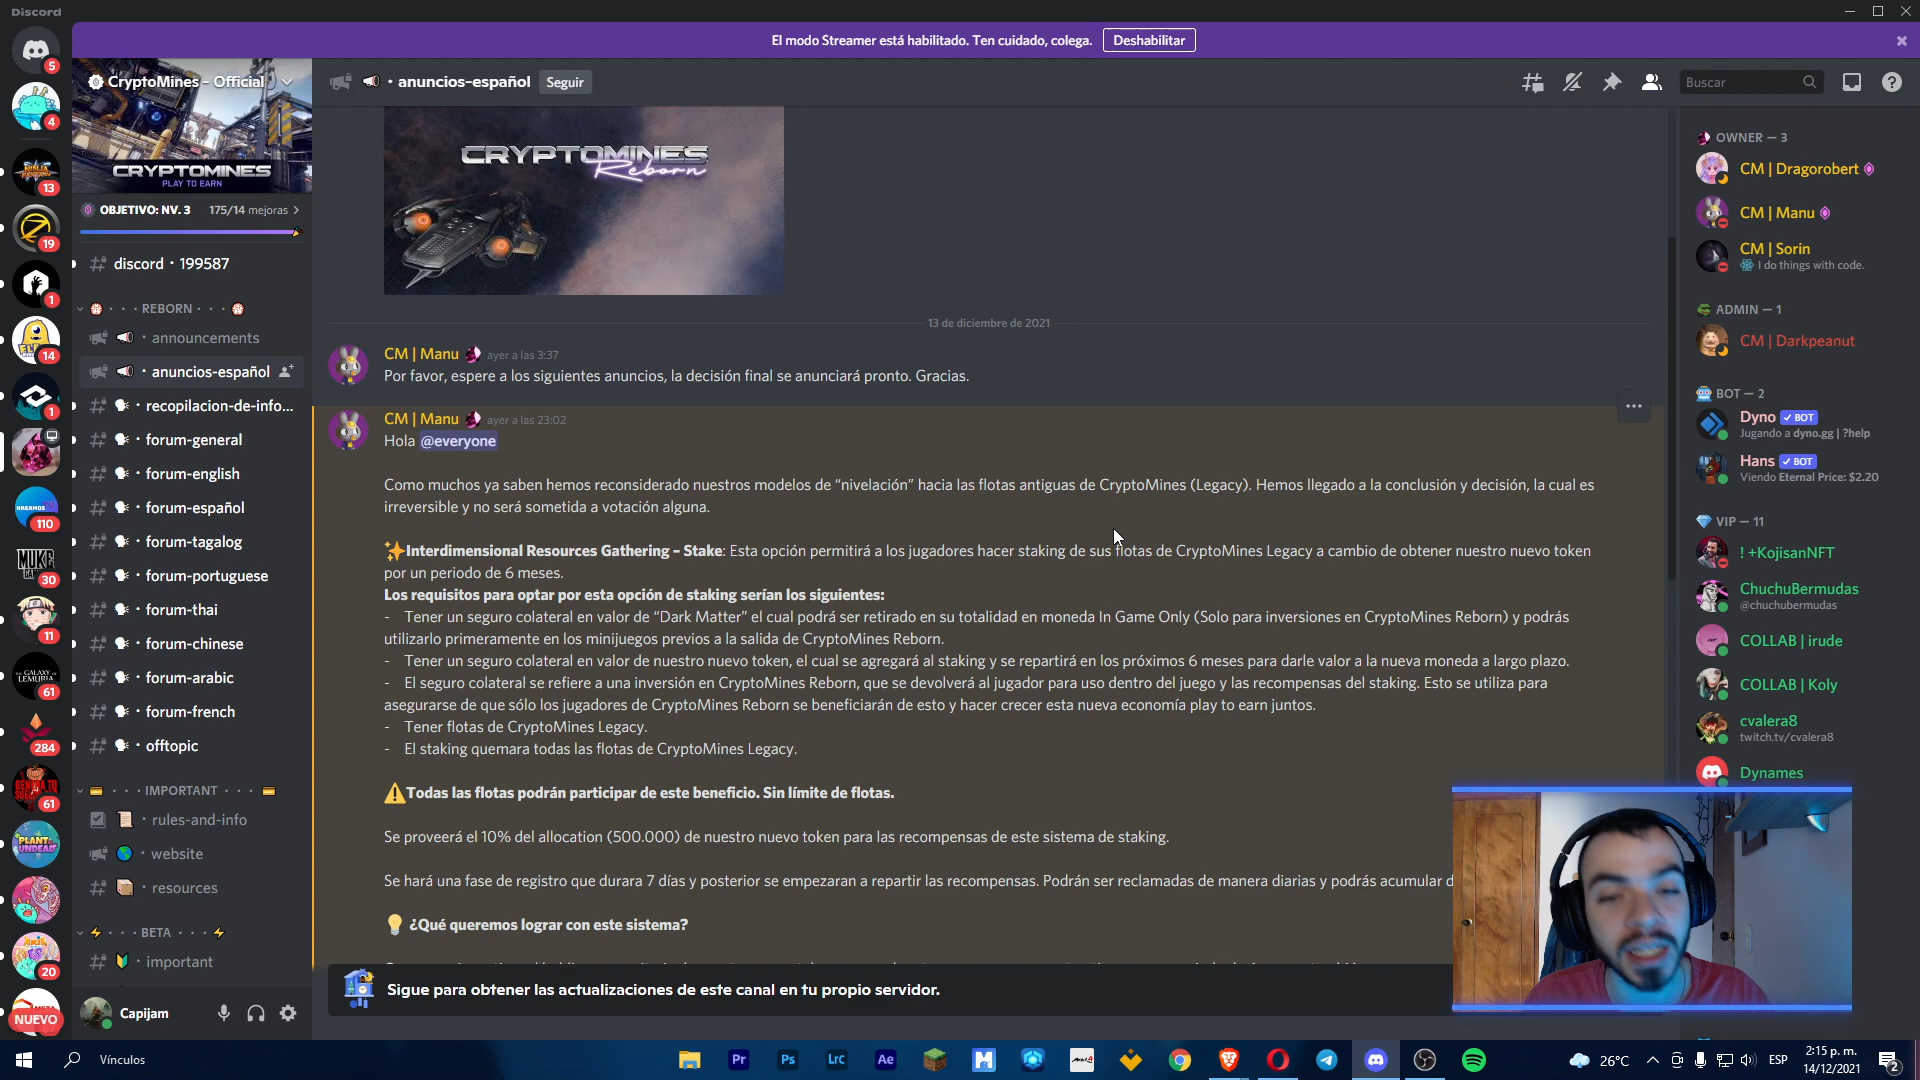 Discord
El modo Streamer está habilitado. Ten cuidado, colega. Deshabilitar
5
4
13
19
1
14
1
110
30
11
61
284
61
20
NUEVO
CryptoMines - Official
CRYPTOMINES
PLAY TO EARN
OBJETIVO: NV. 3 175/14 mejoras
discord · 199587
REBORN
announcements
anuncios-español
recopilacion-de-info...
forum-general
forum-english
forum-español
forum-tagalog
forum-portuguese
forum-thai
forum-chinese
forum-arabic
forum-french
offtopic
IMPORTANT
rules-and-info
website
resources
BETA
important
Capijam
anuncios-español Seguir
Buscar
CRYPTOMINES
Reborn
13 de diciembre de 2021
CM | Manu ayer a las 3:37
Por favor, espere a los siguientes anuncios, la decisión final se anunciará pronto. Gracias.
CM | Manu ayer a las 23:02
Hola @everyone
Como muchos ya saben hemos reconsiderado nuestros modelos de “nivelación” hacia las flotas antiguas de CryptoMines (Legacy). Hemos llegado a la conclusión y decisión, la cual es
irreversible y no será sometida a votación alguna.
✨Interdimensional Resources Gathering – Stake: Esta opción permitirá a los jugadores hacer staking de sus flotas de CryptoMines Legacy a cambio de obtener nuestro nuevo token
por un periodo de 6 meses.
Los requisitos para optar por esta opción de staking serían los siguientes:
- Tener un seguro colateral en valor de “Dark Matter” el cual podrá ser retirado en su totalidad en moneda In Game Only (Solo para inversiones en CryptoMines Reborn) y podrás
utilizarlo primeramente en los minijuegos previos a la salida de CryptoMines Reborn.
- Tener un seguro colateral en valor de nuestro nuevo token, el cual se agregará al staking y se repartirá en los próximos 6 meses para darle valor a la nueva moneda a largo plazo.
- El seguro colateral se refiere a una inversión en CryptoMines Reborn, que se devolverá al jugador para uso dentro del juego y las recompensas del staking. Esto se utiliza para
asegurarse de que sólo los jugadores de CryptoMines Reborn se beneficiarán de esto y hacer crecer esta nueva economía play to earn juntos.
- Tener flotas de CryptoMines Legacy.
- El staking quemara todas las flotas de CryptoMines Legacy.
⚠️Todas las flotas podrán participar de este beneficio. Sin límite de flotas.
Se proveerá el 10% del allocation (500.000) de nuestro nuevo token para las recompensas de este sistema de staking.
Se hará una fase de registro que durara 7 días y posterior se empezaran a repartir las recompensas. Podrán ser reclamadas de manera diarias y podrás acumular d
💡 ¿Qué queremos lograr con este sistema?
Sigue para obtener las actualizaciones de este canal en tu propio servidor.
OWNER — 3
CM | Dragorobert
CM | Manu
CM | Sorin
I do things with code.
ADMIN — 1
CM | Darkpeanut
BOT — 2
Dyno ✓ BOT
Jugando a dyno.gg | ?help
Hans ✓ BOT
Viendo Eternal Price: $2.20
VIP — 11
! +KojisanNFT
ChuchuBermudas
@chuchubermudas
COLLAB | irude
COLLAB | Koly
cvalera8
twitch.tv/cvalera8
Dynames
Vínculos
Pr
Ps
LrC
Ae
26°C
ESP
2:15 p. m.
14/12/2021
2